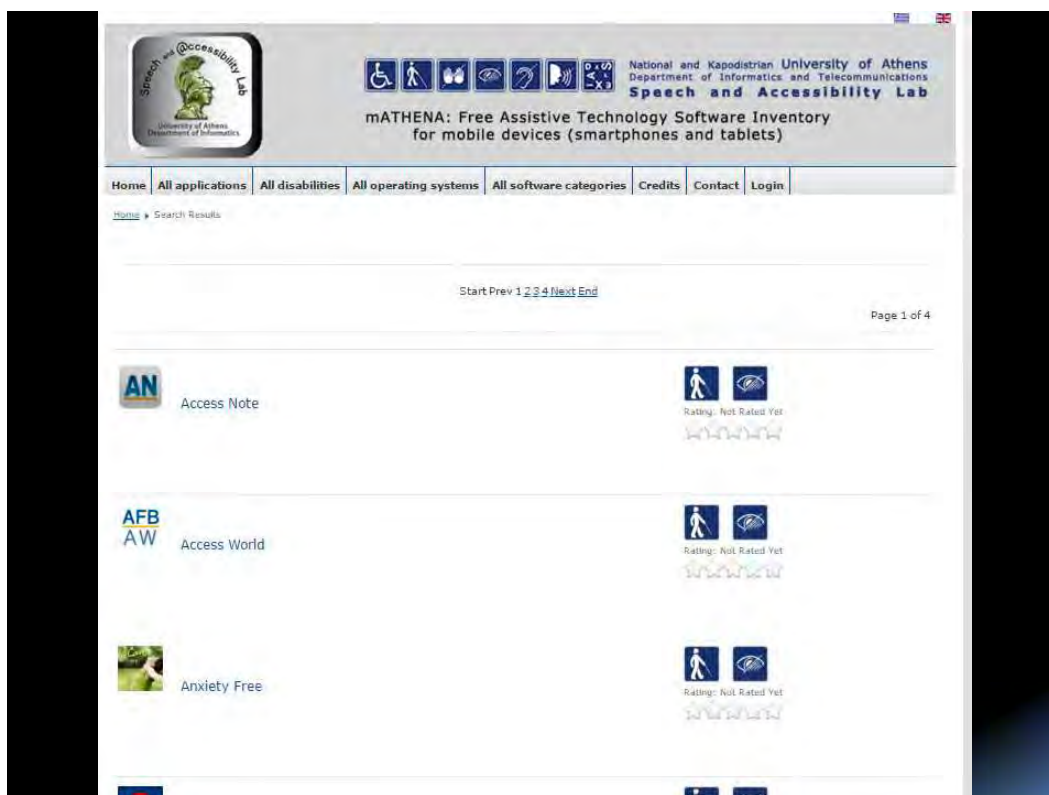 Speech and @ccessibility Lab
University of Athens
Department of Informatics
National and Kapodistrian University of Athens
Department of Informatics and Telecommunications
Speech and Accessibility Lab
mATHENA: Free Assistive Technology Software Inventory
for mobile devices (smartphones and tablets)
Home All applications All disabilities All operating systems All software categories Credits Contact Login
Home Search Results
Start Prev 1 2 3 4 Next End
Page 1 of 4
AN
Access Note
Rating: Not Rated Yet
AFB
AW
Access World
Rating: Not Rated Yet
Anxiety Free
Rating: Not Rated Yet